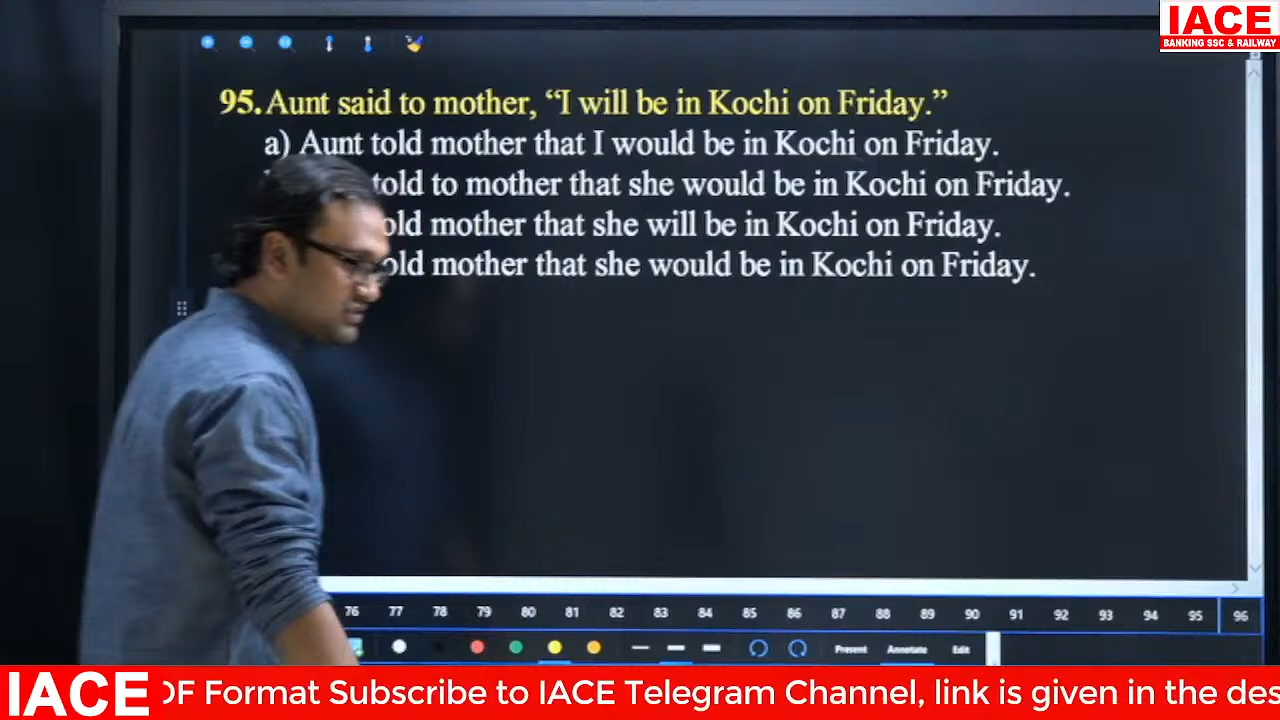 IACE
BANKING SSC & RAILWAY
95. Aunt said to mother, “I will be in Kochi on Friday.”
a) Aunt told mother that I would be in Kochi on Friday.
told to mother that she would be in Kochi on Friday.
told mother that she will be in Kochi on Friday.
told mother that she would be in Kochi on Friday.
76 77 78 79 80 81 82 83 84 85 86 87 88 89 90 91 92 93 94 95 96
Present Annotate Edit
IACE DF Format Subscribe to IACE Telegram Channel, link is given in the des